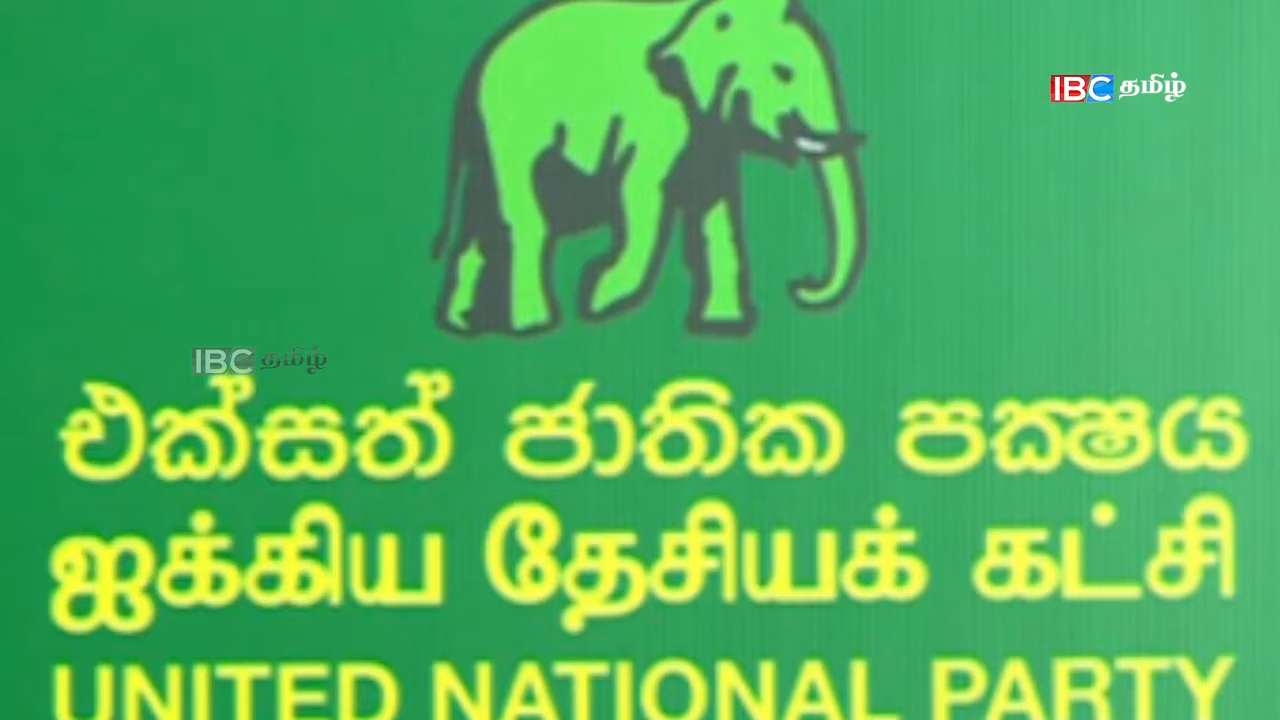 IBC தமிழ்
IBC தமிழ்
එක්සත් ජාතික පක්ෂය
ஐக்கிய தேசியக் கட்சி
UNITED NATIONAL PARTY